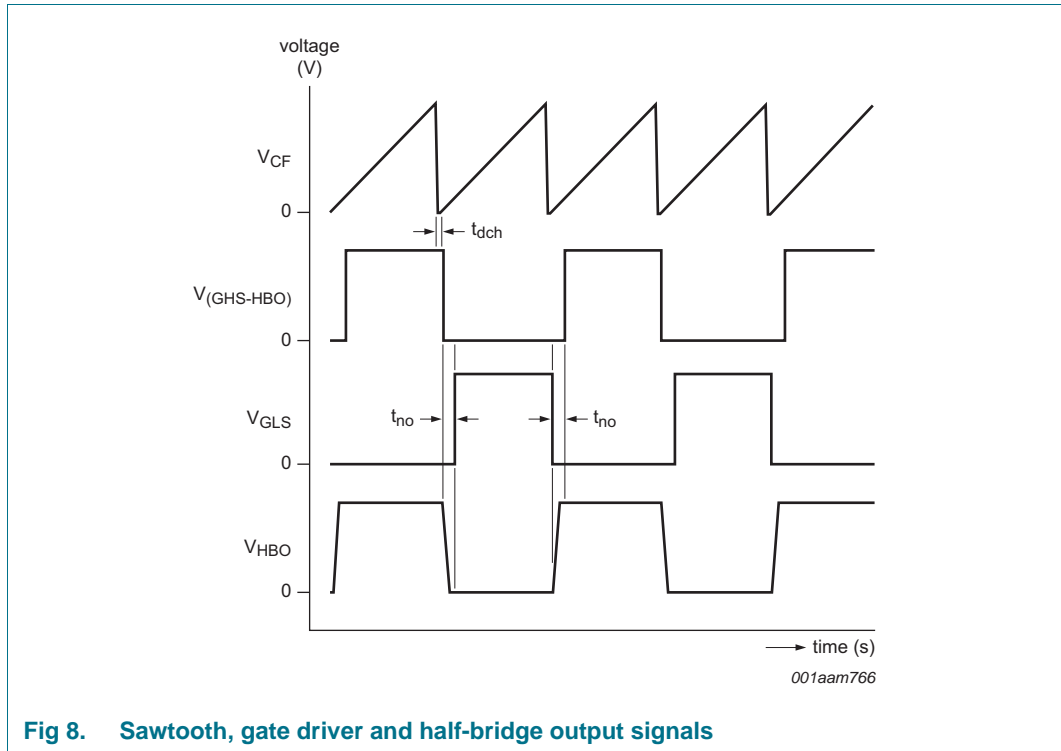 voltage
(V)
VCF
0
tdch
V(GHS-HBO)
0
tno
tno
VGLS
0
VHBO
0
time (s)
001aam766
Fig 8. Sawtooth, gate driver and half-bridge output signals